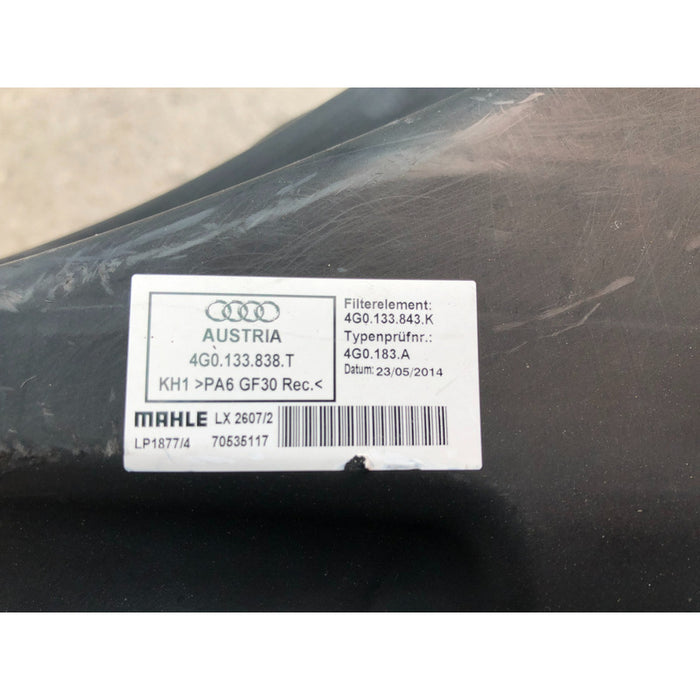 AUSTRIA
4G0.133.838.T
KH1 >PA6 GF30 Rec.<
Filterelement:
4G0.133.843.K
Typenprüfnr.:
4G0.183.A
Datum: 23/05/2014
MAHLE LX 2607/2
LP1877/4 70535117